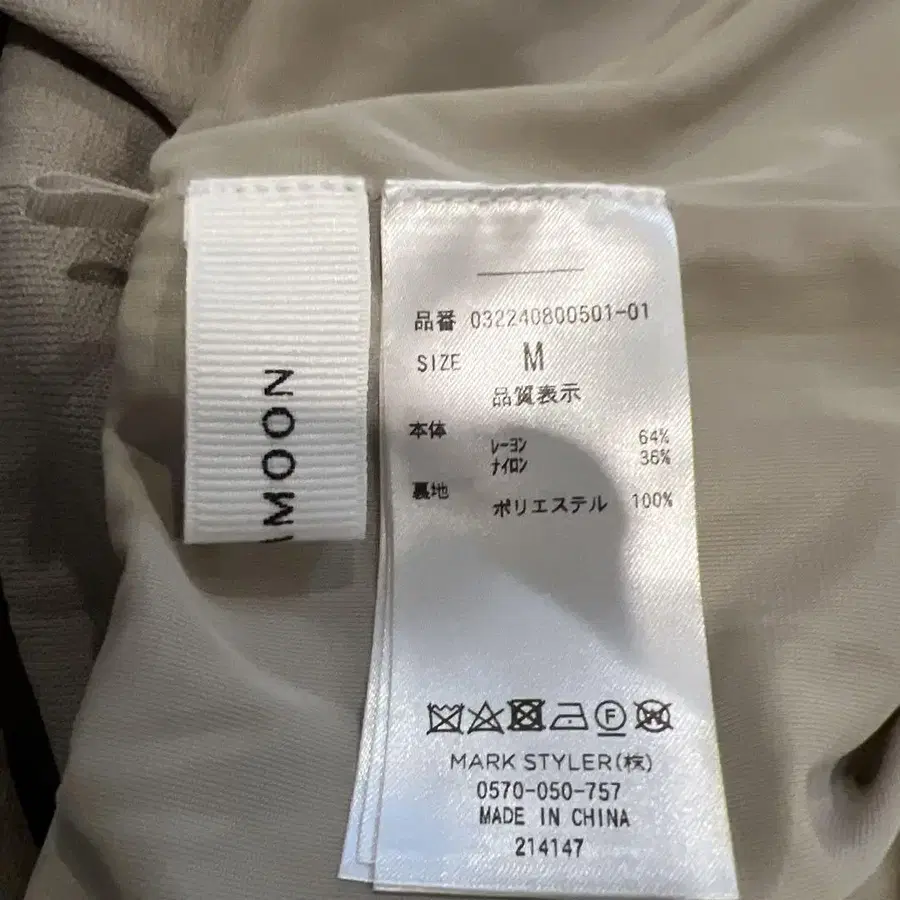 MOON
品番 032240800501-01
SIZE M
品質表示
本体
レーヨン 64%
ナイロン 36%
裏地
ポリエステル 100%
MARK STYLER(株)
0570-050-757
MADE IN CHINA
214147